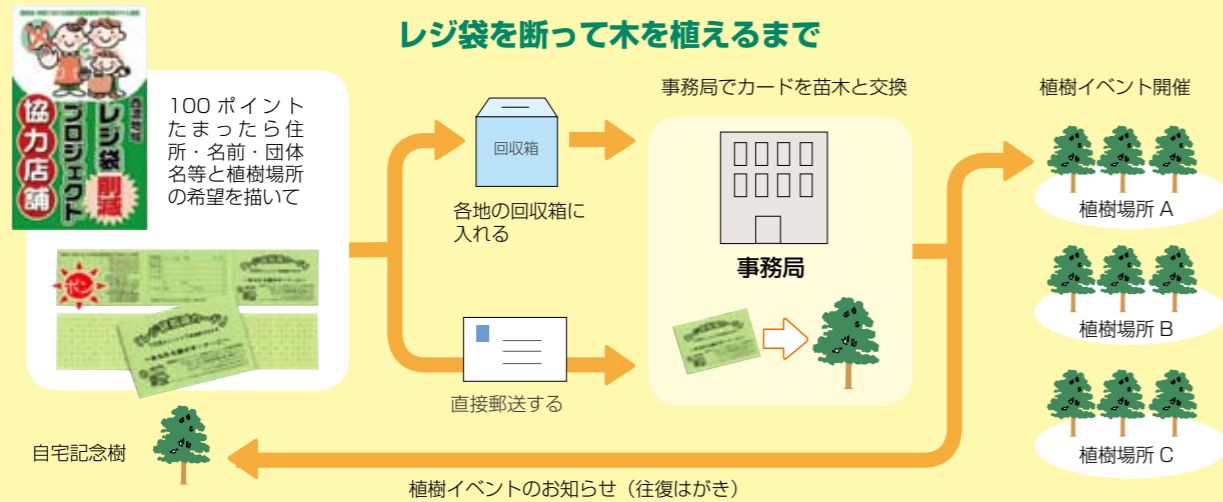 レジ袋を断って木を植えるまで
レジ袋削減
プロジェクト
協力店舗
100 ポイント
たまったら住
所・名前・団体
名等と植樹場所
の希望を描いて
ポン
回収箱
各地の回収箱に
入れる
直接郵送する
事務局でカードを苗木と交換
事務局
植樹イベント開催
植樹場所 A
植樹場所 B
植樹場所 C
自宅記念樹
植樹イベントのお知らせ（往復はがき）